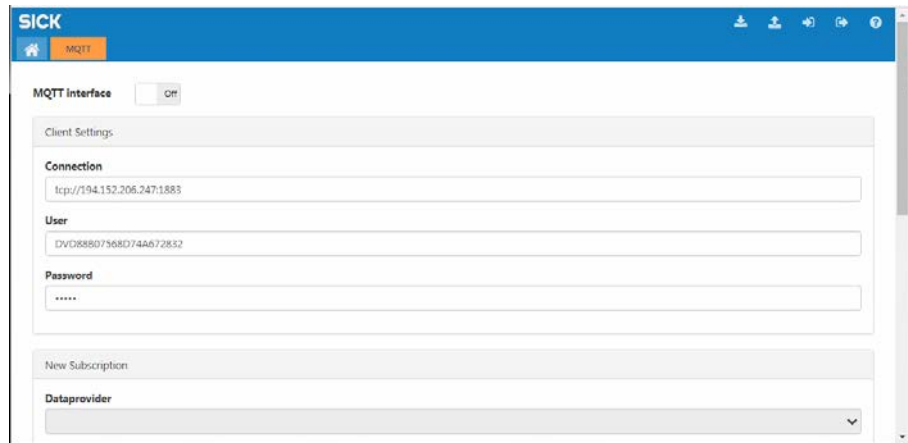 SICK
MQTT
MQTT interface Off
Client Settings
Connection
tcp://194.152.206.247:1883
User
DVD88B07568D74A672832
Password
•••••
New Subscription
Dataprovider